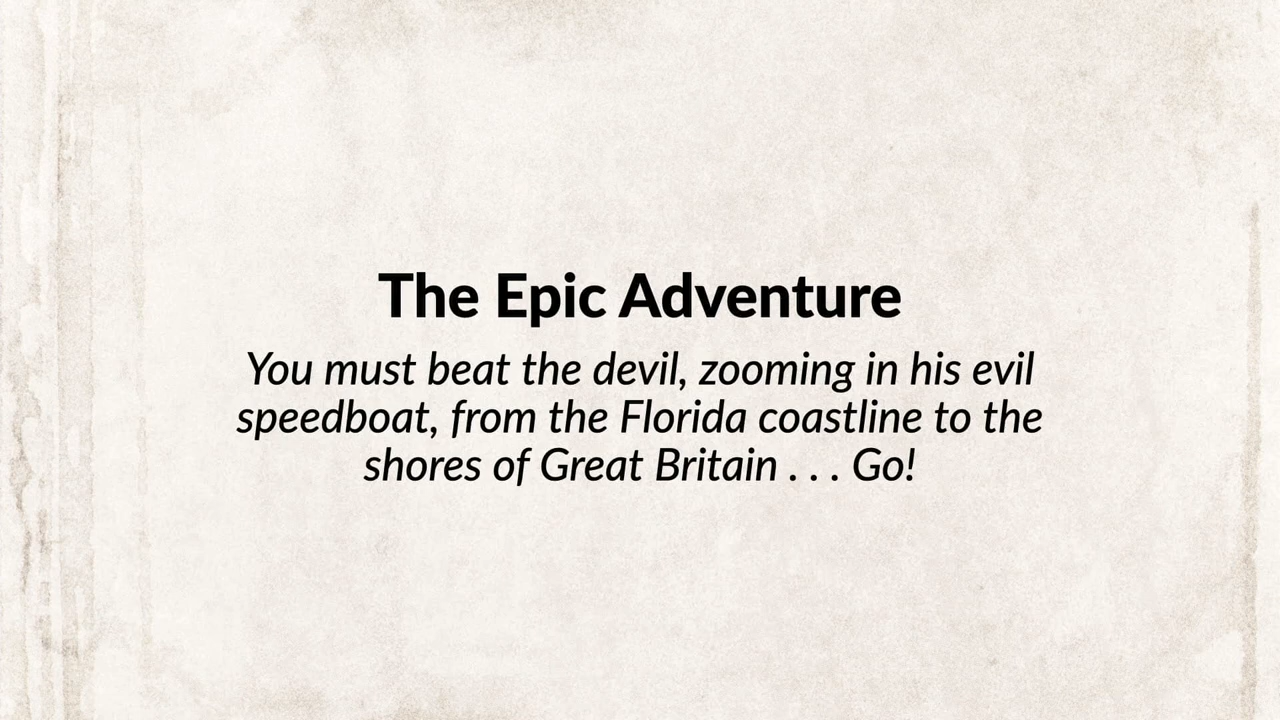 The Epic Adventure
You must beat the devil, zooming in his evil
speedboat, from the Florida coastline to the
shores of Great Britain . . . Go!